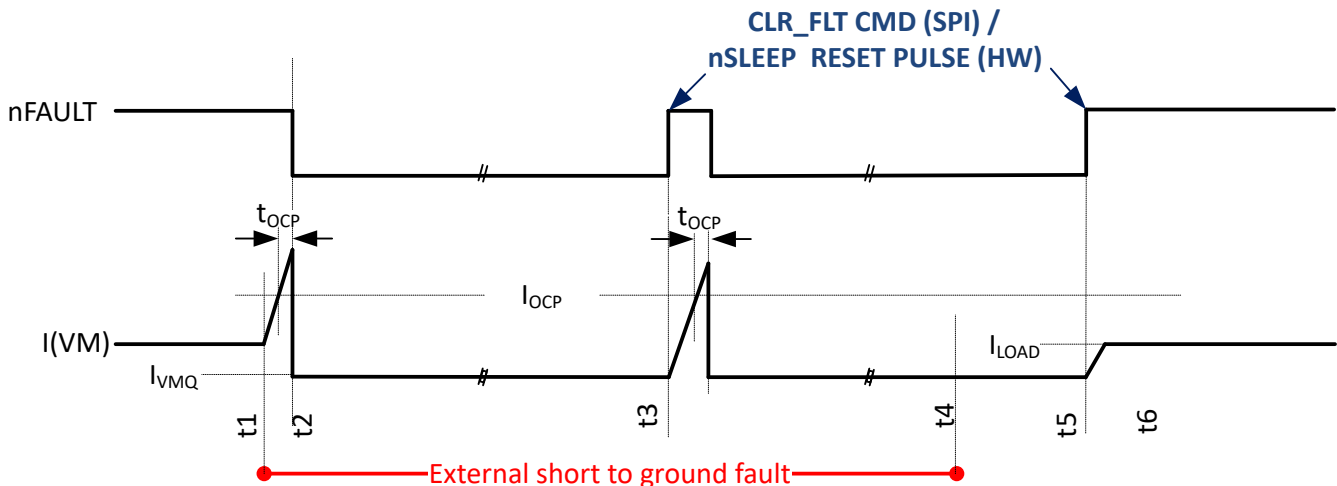 CLR_FLT CMD (SPI) /
nSLEEP RESET PULSE (HW)
nFAULT
tOCP
tOCP
IOCP
I(VM)
ILOAD
IVMQ
t1
t2
t3
t4
t5
t6
External short to ground fault